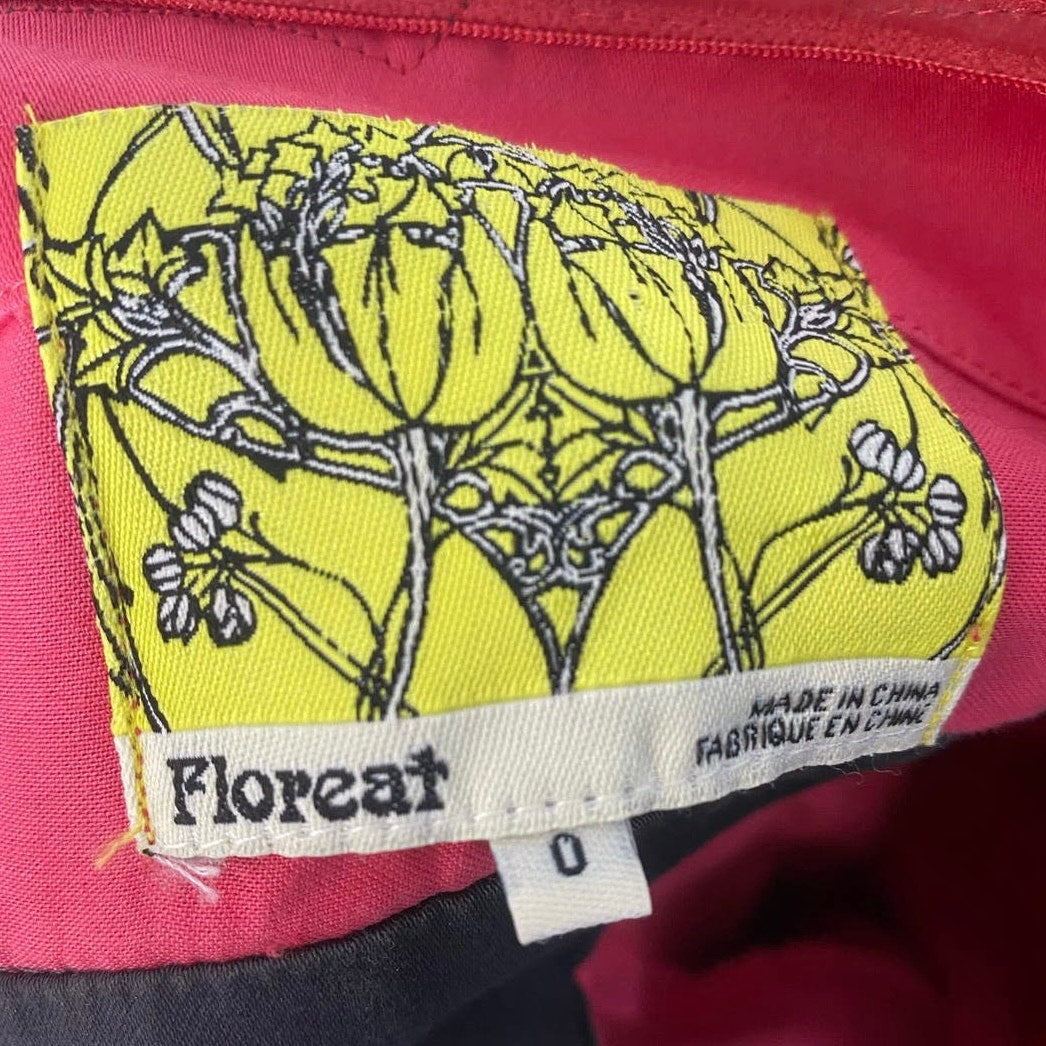 Floreat
MADE IN CHINA
FABRIQUE EN CHINE
0